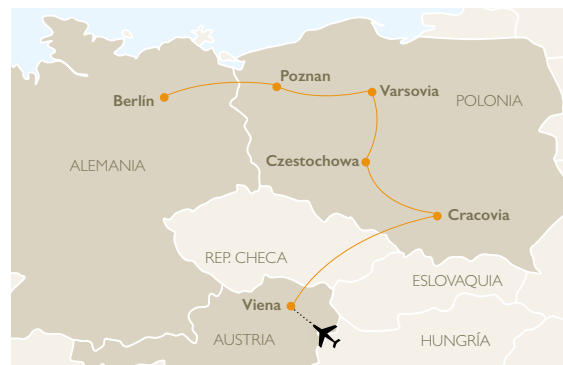 Poznan
Varsovia
Berlín
POLONIA
Czestochowa
ALEMANIA
Cracovia
REP. CHECA
ESLOVAQUIA
Viena
AUSTRIA
HUNGRÍA